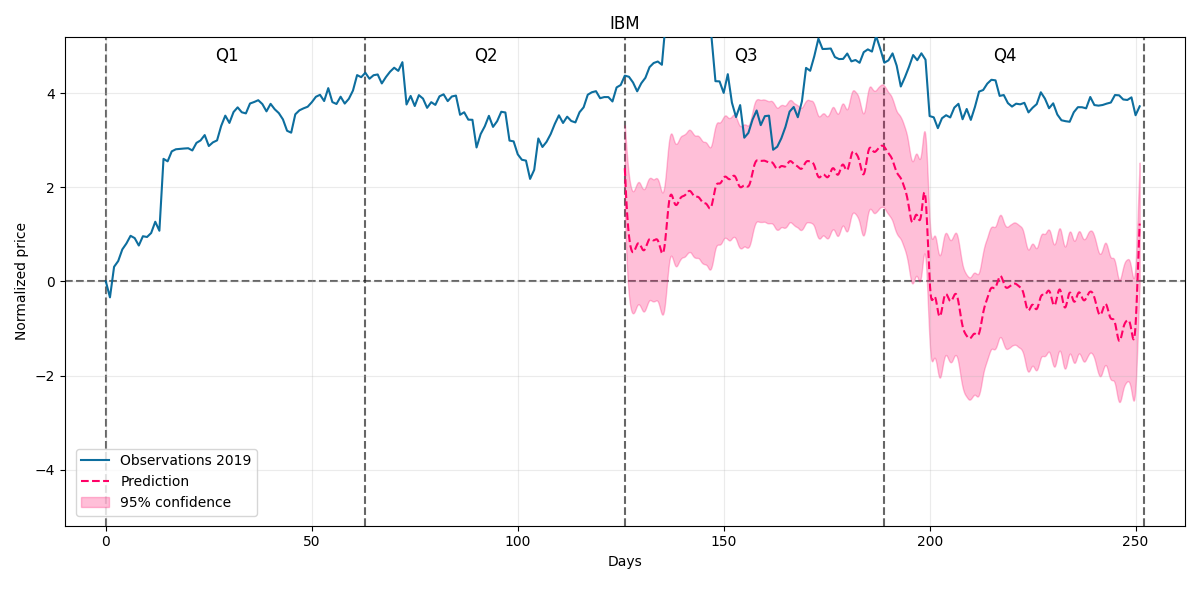 IBM
Q1 Q2 Q3 Q4
Normalized price
4
2
0
−2
−4
Observations 2019
Prediction
95% confidence
0 50 100 150 200 250
Days